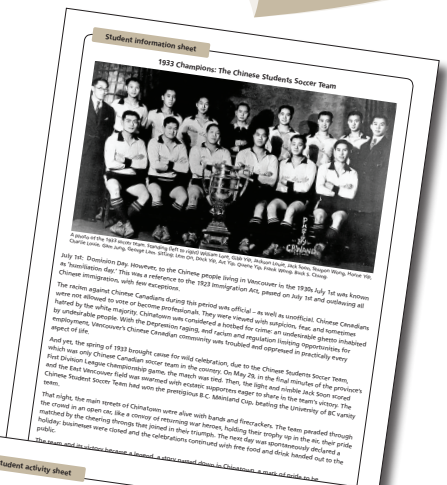 Student information sheet
1933 Champions: The Chinese Students Soccer Team
A photo of the 1933 soccer team. Standing (left to right) William Lore, Gibb Yip, Jackson Louie, Jack Soon, Tuspon Wong, Horne Yip,
Charlie Louie, Glen Jung, George Lam. Sitting: Lem On, Dock Yip, Art Yip, Quene Yip, Frank Wong, Buck S. Chong.
July 1st: Dominion Day. However, to the Chinese people living in Vancouver in the 1930s July 1st was known
as 'humiliation day.' This was a reference to the 1923 Immigration Act, passed on July 1st and outlawing all
Chinese immigration, with few exceptions.
The racism against Chinese Canadians during this period was official – as well as unofficial. Chinese Canadians
were not allowed to vote or become professionals. They were viewed with suspicion, fear, and sometimes
hatred by the white majority. Chinatown was considered a hotbed for crime: an undesirable ghetto inhabited
by undesirable people. With the Depression raging, and racism and regulation limiting opportunities for
employment, Vancouver's Chinese Canadian community was troubled and oppressed in practically every
aspect of life.
And yet, the spring of 1933 brought cause for wild celebration, due to the Chinese Students Soccer Team,
which was only Chinese Canadian soccer team in the country. On May 29, in the final minutes of the province's
First Division League championship game, the match was tied. Then, the light and nimble Jack Soon scored
and the East Vancouver field was swarmed with ecstatic supporters eager to share in the team's victory. The
Chinese Student Soccer Team had won the prestigious B.C. Mainland Cup, beating the University of BC varsity
team.
That night, the main streets of Chinatown were alive with bands and firecrackers. The team paraded through
the crowd in an open car, like a convoy of returning war heroes, holding their trophy up in the air, their pride
matched by the cheering throngs that joined in their triumph. The next day was spontaneously declared a
holiday: businesses were closed and the celebrations continued with free food and drink handed out to the
public.
The team and its victory became a legend, a story passed down in Chinatown, a mark of pride to be
Student activity sheet